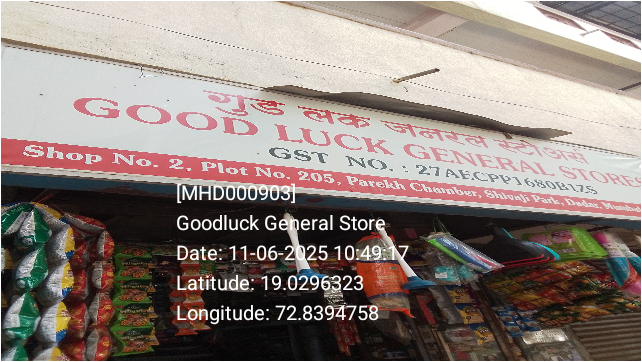 गुड लक जनरल स्टोअर्स
GOOD LUCK GENERAL STORES
GST NO. : 27AECPP1680B1ZS
Shop No. 2, Plot No. 205, Parekh Chamber, Shivaji Park, Dadar, Mumbai
[MHD000903]
Goodluck General Store
Date: 11-06-2025 10:49:17
Latitude: 19.0296323
Longitude: 72.8394758